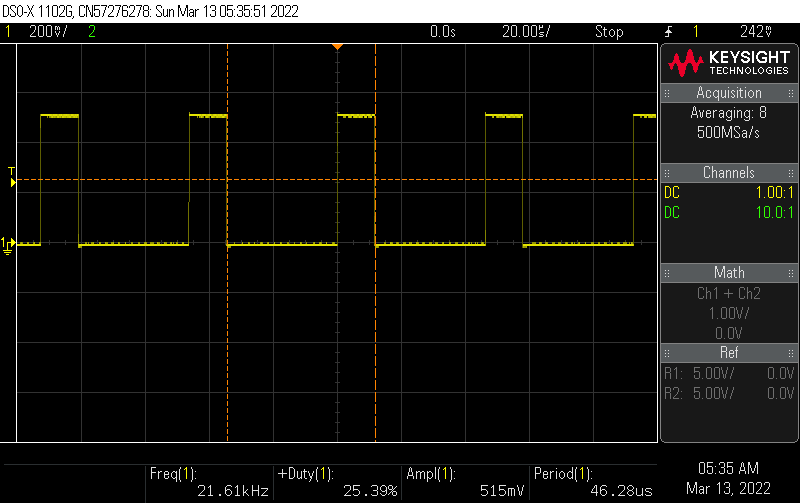 DSO-X 1102G, CN57276278: Sun Mar 13 05:35:51 2022
1 200℧/ 2 0.0s 20.00㎲/ Stop 1 242℧
KEYSIGHT
TECHNOLOGIES
Acquisition
Averaging: 8
500MSa/s
Channels
DC 1.00:1
DC 10.0:1
T
1
Math
Ch1 + Ch2
1.00V/
0.0V
Ref
R1: 5.00V/ 0.0V
R2: 5.00V/ 0.0V
Freq(1): +Duty(1): Ampl(1): Period(1):
21.61kHz 25.39% 515mV 46.28us
05:35 AM
Mar 13, 2022